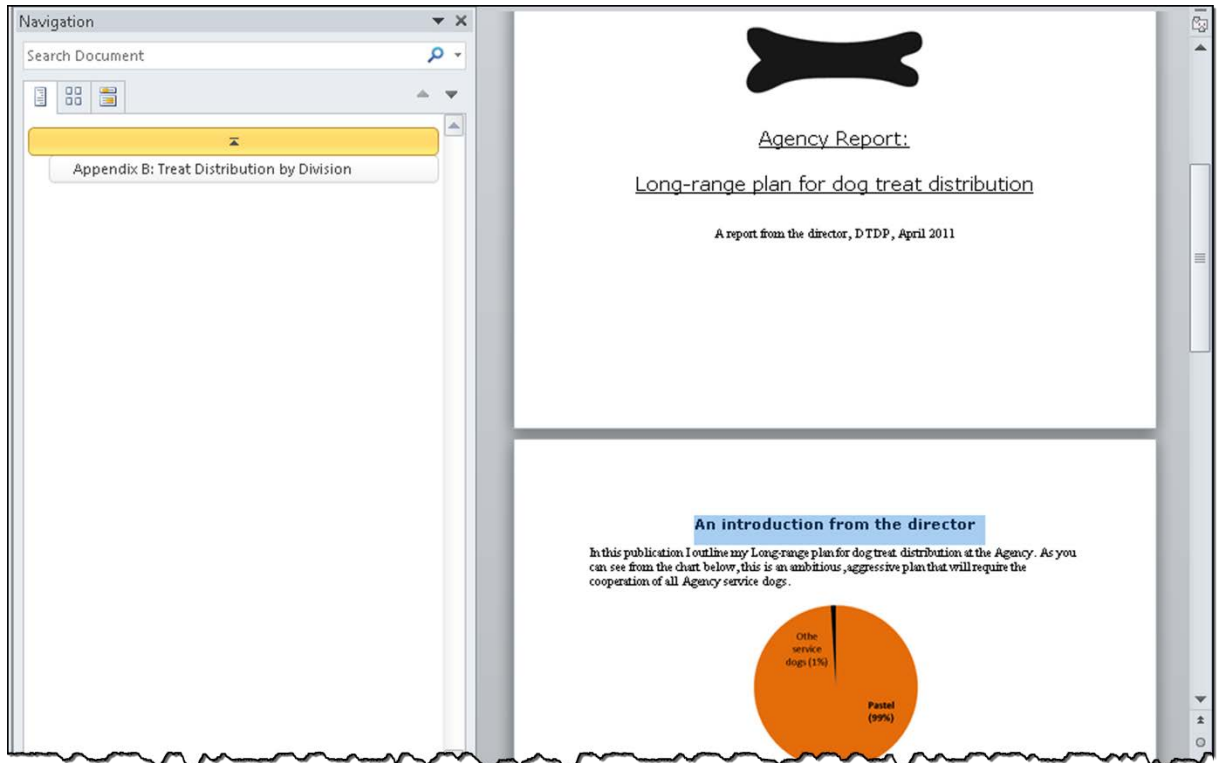 Navigation
Search Document
Appendix B: Treat Distribution by Division
Agency Report:
Long-range plan for dog treat distribution
A report from the director, DTDP, April 2011
An introduction from the director
In this publication I outline my Long-range plan for dog treat distribution at the Agency. As you
can see from the chart below, this is an ambitious, aggressive plan that will require the
cooperation of all Agency service dogs.
Othe
service
dogs (1%)
Pastel
(99%)